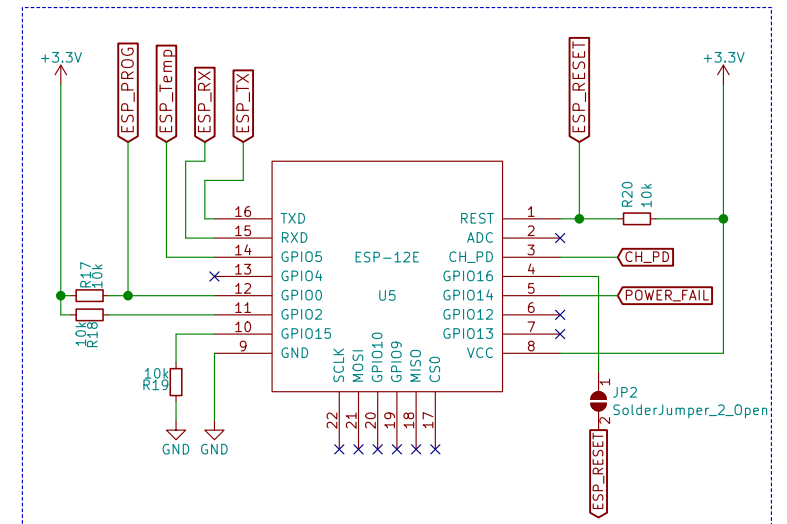 +3.3V
ESP_PROG
ESP_Temp
ESP_RX
ESP_TX
ESP_RESET
+3.3V
R20
10k
16 TXD
15 RXD
14 GPIO5
13 GPIO4
12 GPIO0
11 GPIO2
10 GPIO15
9 GND
ESP-12E
U5
REST 1
ADC 2
CH_PD 3
GPIO16 4
GPIO14 5
GPIO12 6
GPIO13 7
VCC 8
CH_PD
POWER_FAIL
R17
10k
10k
R18
10k
R19
GND
GND
SCLK
MOSI
GPIO10
GPIO9
MISO
CS0
22
21
20
19
18
17
1
JP2
SolderJumper_2_Open
2
ESP_RESET